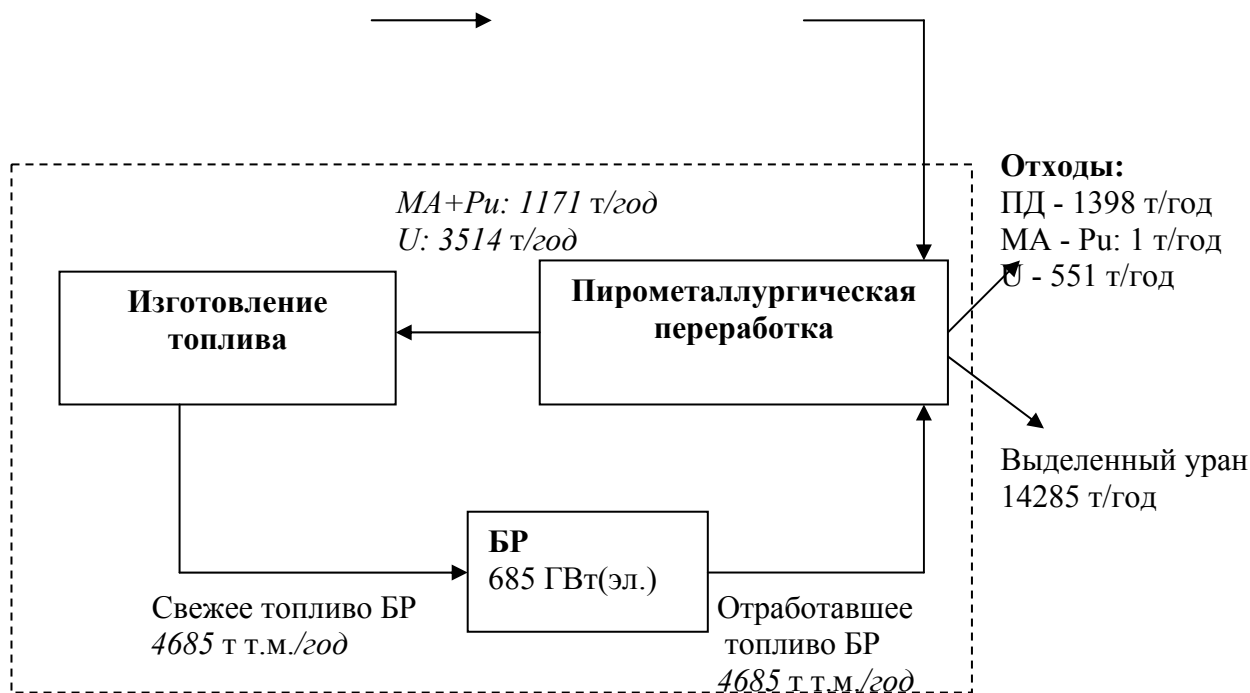 Отходы:
ПД - 1398 т/год
МА - Pu: 1 т/год
U - 551 т/год
MA+Pu: 1171 т/год
U: 3514 т/год
Изготовление
топлива
Пирометаллургическая
переработка
Выделенный уран
14285 т/год
БР
685 ГВт(эл.)
Свежее топливо БР
4685 т т.м./год
Отработавшее
топливо БР
4685 т т.м./год